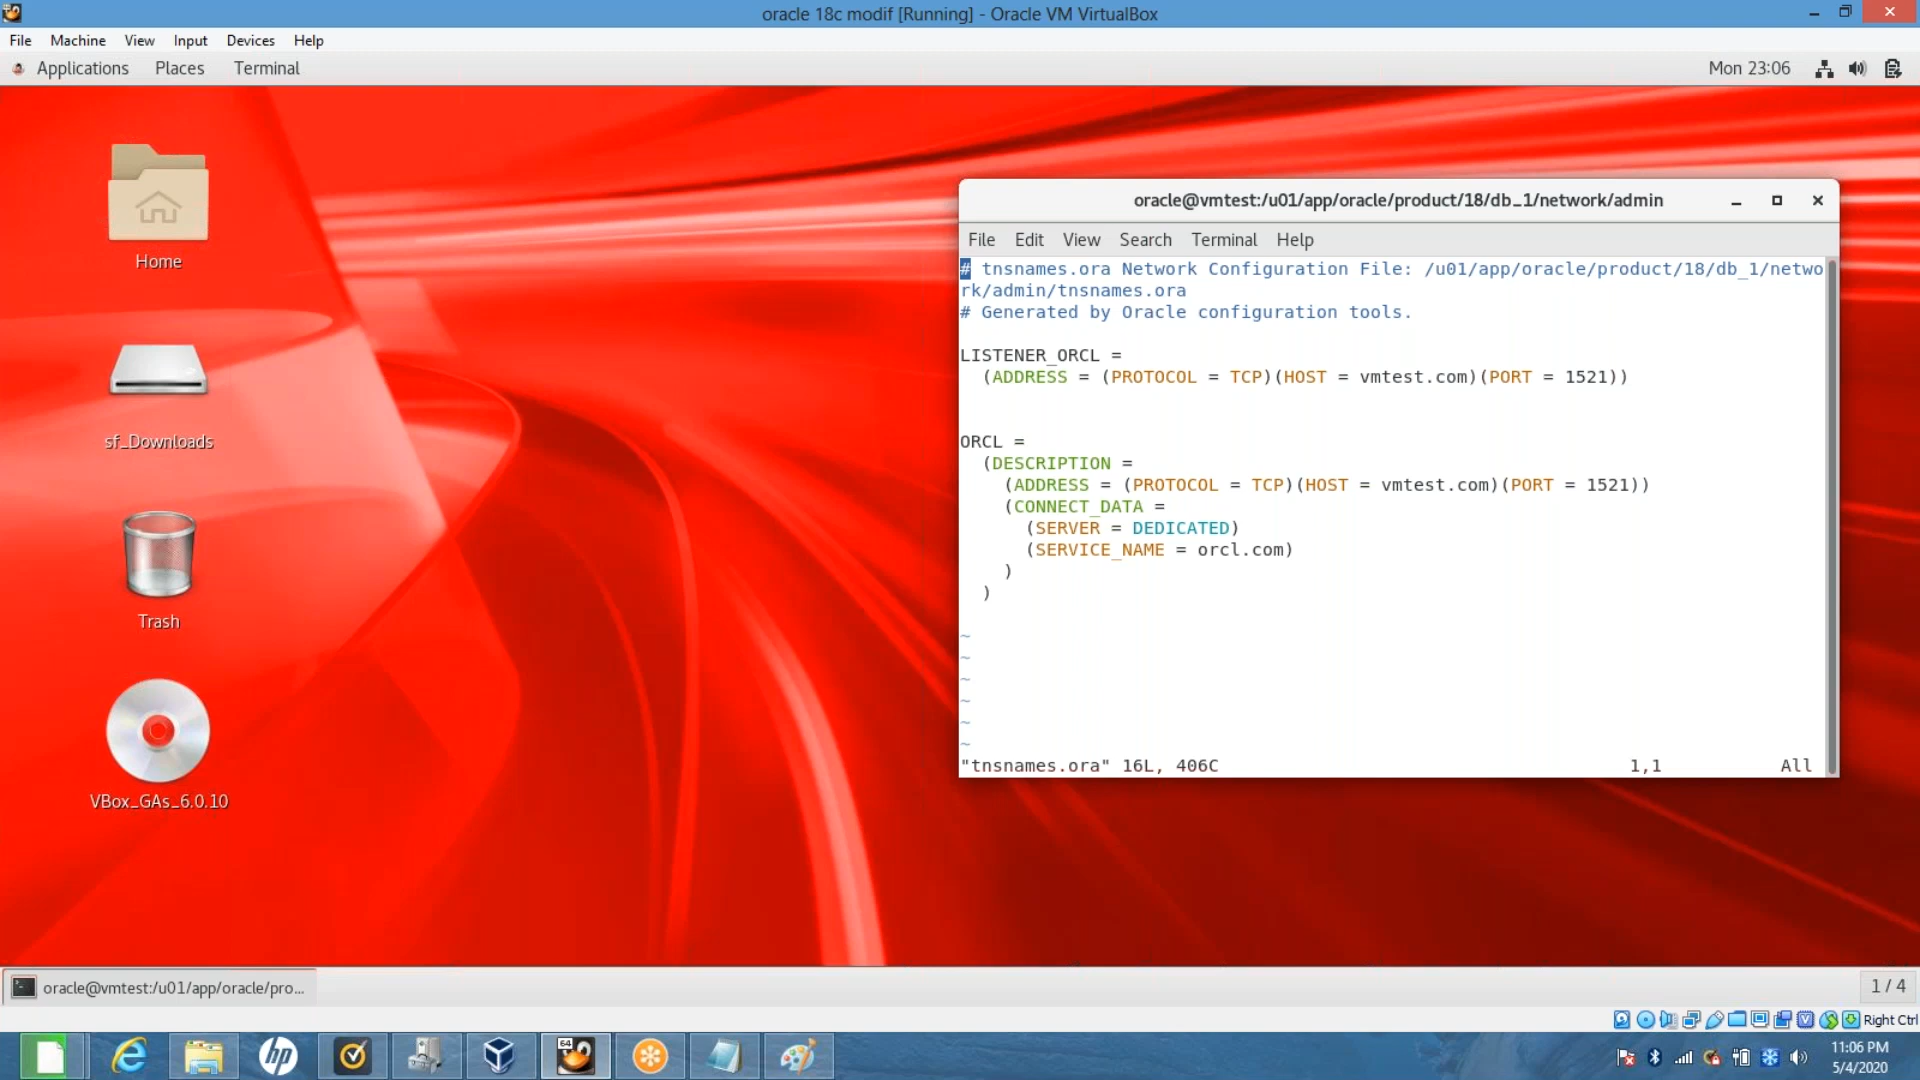 oracle 18c modif [Running] - Oracle VM VirtualBox
File Machine View Input Devices Help
Applications Places Terminal Mon 23:06
Home
sf_Downloads
Trash
VBox_GAs_6.0.10
oracle@vmtest:/u01/app/oracle/product/18/db_1/network/admin
File Edit View Search Terminal Help
# tnsnames.ora Network Configuration File: /u01/app/oracle/product/18/db_1/netwo
rk/admin/tnsnames.ora
# Generated by Oracle configuration tools.
LISTENER_ORCL =
(ADDRESS = (PROTOCOL = TCP)(HOST = vmtest.com)(PORT = 1521))
ORCL =
(DESCRIPTION =
(ADDRESS = (PROTOCOL = TCP)(HOST = vmtest.com)(PORT = 1521))
(CONNECT_DATA =
(SERVER = DEDICATED)
(SERVICE_NAME = orcl.com)
)
)
~
~
~
~
~
~
"tnsnames.ora" 16L, 406C 1,1 All
oracle@vmtest:/u01/app/oracle/pro...
1 / 4
Right Ctrl
hp
64
11:06 PM
5/4/2020